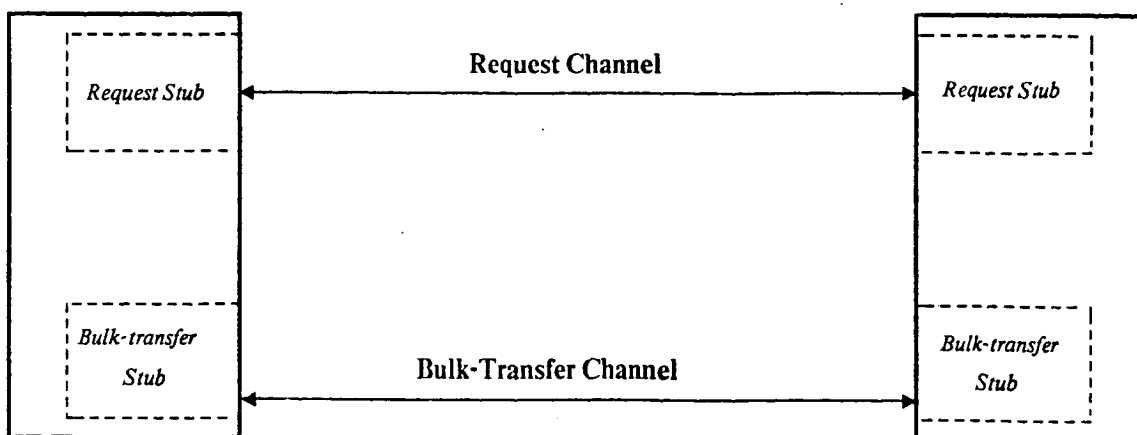 Request Channel
Request Stub
Request Stub
Bulk-transfer
Stub
Bulk-Transfer Channel
Bulk-transfer
Stub